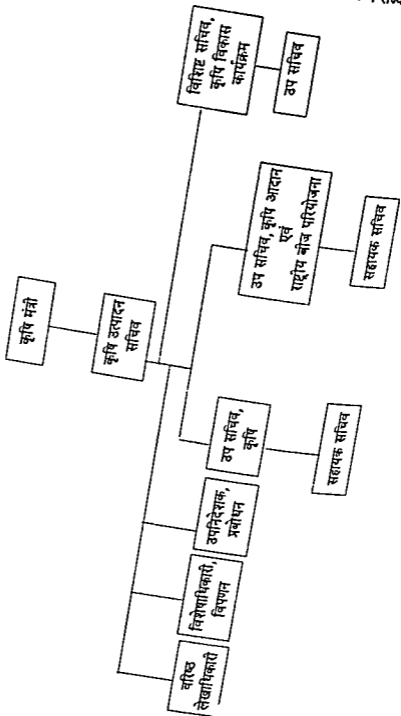 कृषि मंत्री
कृषि उत्पादन
सचिव
वरिष्ठ
लेखाधिकारी
विशेषाधिकारी,
विपणन
उपनिदेशक,
प्रबोधन
उप सचिव,
कृषि
सहायक सचिव
उप सचिव, कृषि आदान
एवं
राष्ट्रीय बीज परियोजना
सहायक सचिव
विशिष्ट सचिव,
कृषि विकास
कार्यक्रम
उप सचिव